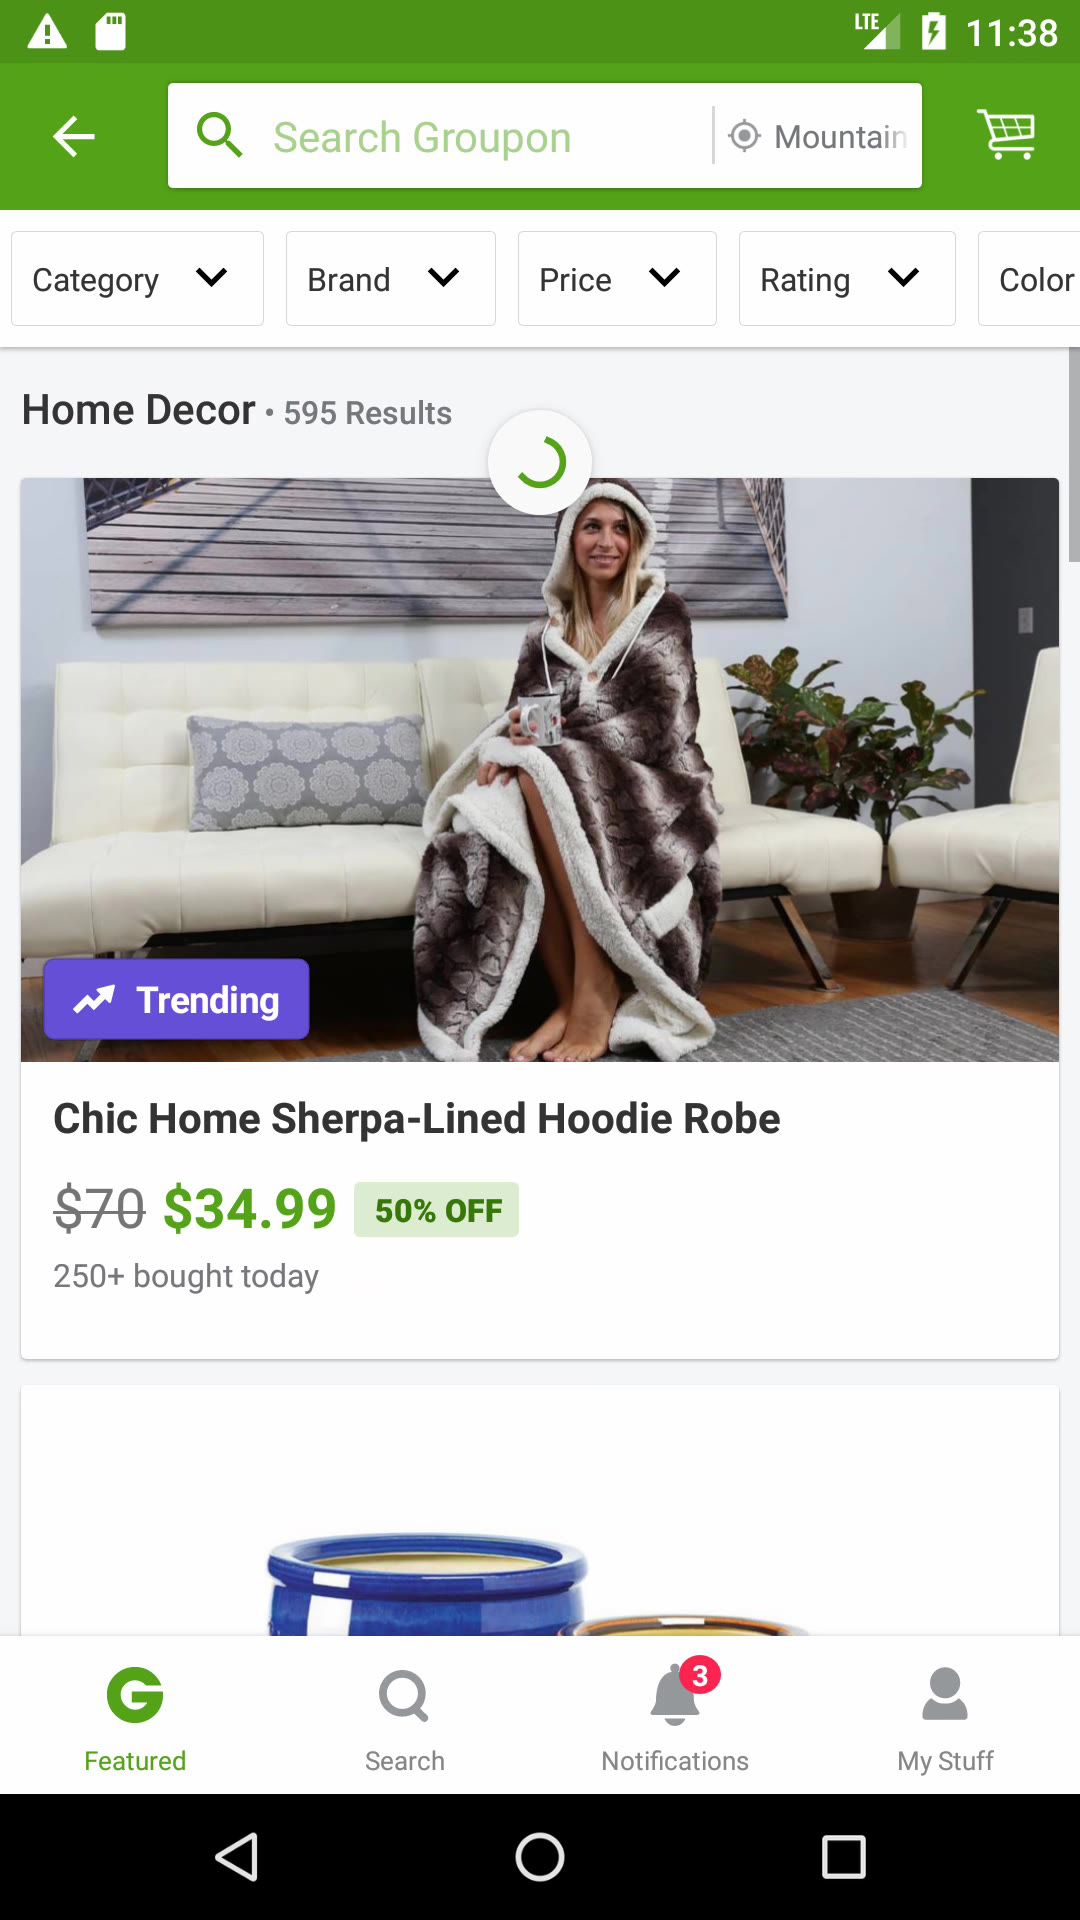 LTE 11:38
Search Groupon Mountain
Category Brand Price Rating Color
Home Decor • 595 Results
Trending
Chic Home Sherpa-Lined Hoodie Robe
$70 $34.99 50% OFF
250+ bought today
3
Featured Search Notifications My Stuff